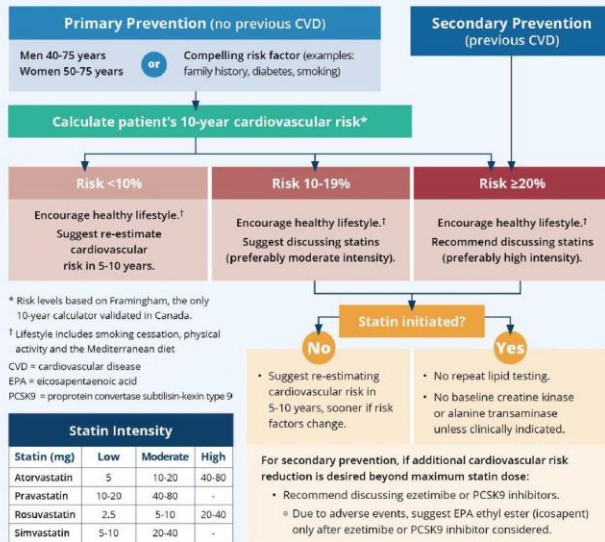 Primary Prevention (no previous CVD)
Men 40-75 years
Women 50-75 years
or
Compelling risk factor (examples:
family history, diabetes, smoking)
Secondary Prevention
(previous CVD)
Calculate patient's 10-year cardiovascular risk*
Risk <10%
Encourage healthy lifestyle.†
Suggest re-estimate
cardiovascular
risk in 5-10 years.
Risk 10-19%
Encourage healthy lifestyle.†
Suggest discussing statins
(preferably moderate intensity).
Risk ≥20%
Encourage healthy lifestyle.†
Recommend discussing statins
(preferably high intensity).
* Risk levels based on Framingham, the only
10-year calculator validated in Canada.
† Lifestyle includes smoking cessation, physical
activity and the Mediterranean diet
CVD = cardiovascular disease
EPA = eicosapentaenoic acid
PCSK9 = proprotein convertase subtilisin-kexin type 9
Statin initiated?
No
• Suggest re-estimating
cardiovascular risk in
5-10 years, sooner if risk
factors change.
Yes
• No repeat lipid testing.
• No baseline creatine kinase
or alanine transaminase
unless clinically indicated.
Statin Intensity
Statin (mg) Low Moderate High
Atorvastatin 5 10-20 40-80
Pravastatin 10-20 40-80 -
Rosuvastatin 2.5 5-10 20-40
Simvastatin 5-10 20-40 -
For secondary prevention, if additional cardiovascular risk
reduction is desired beyond maximum statin dose:
• Recommend discussing ezetimibe or PCSK9 inhibitors.
○ Due to adverse events, suggest EPA ethyl ester (icosapent)
only after ezetimibe or PCSK9 inhibitor considered.